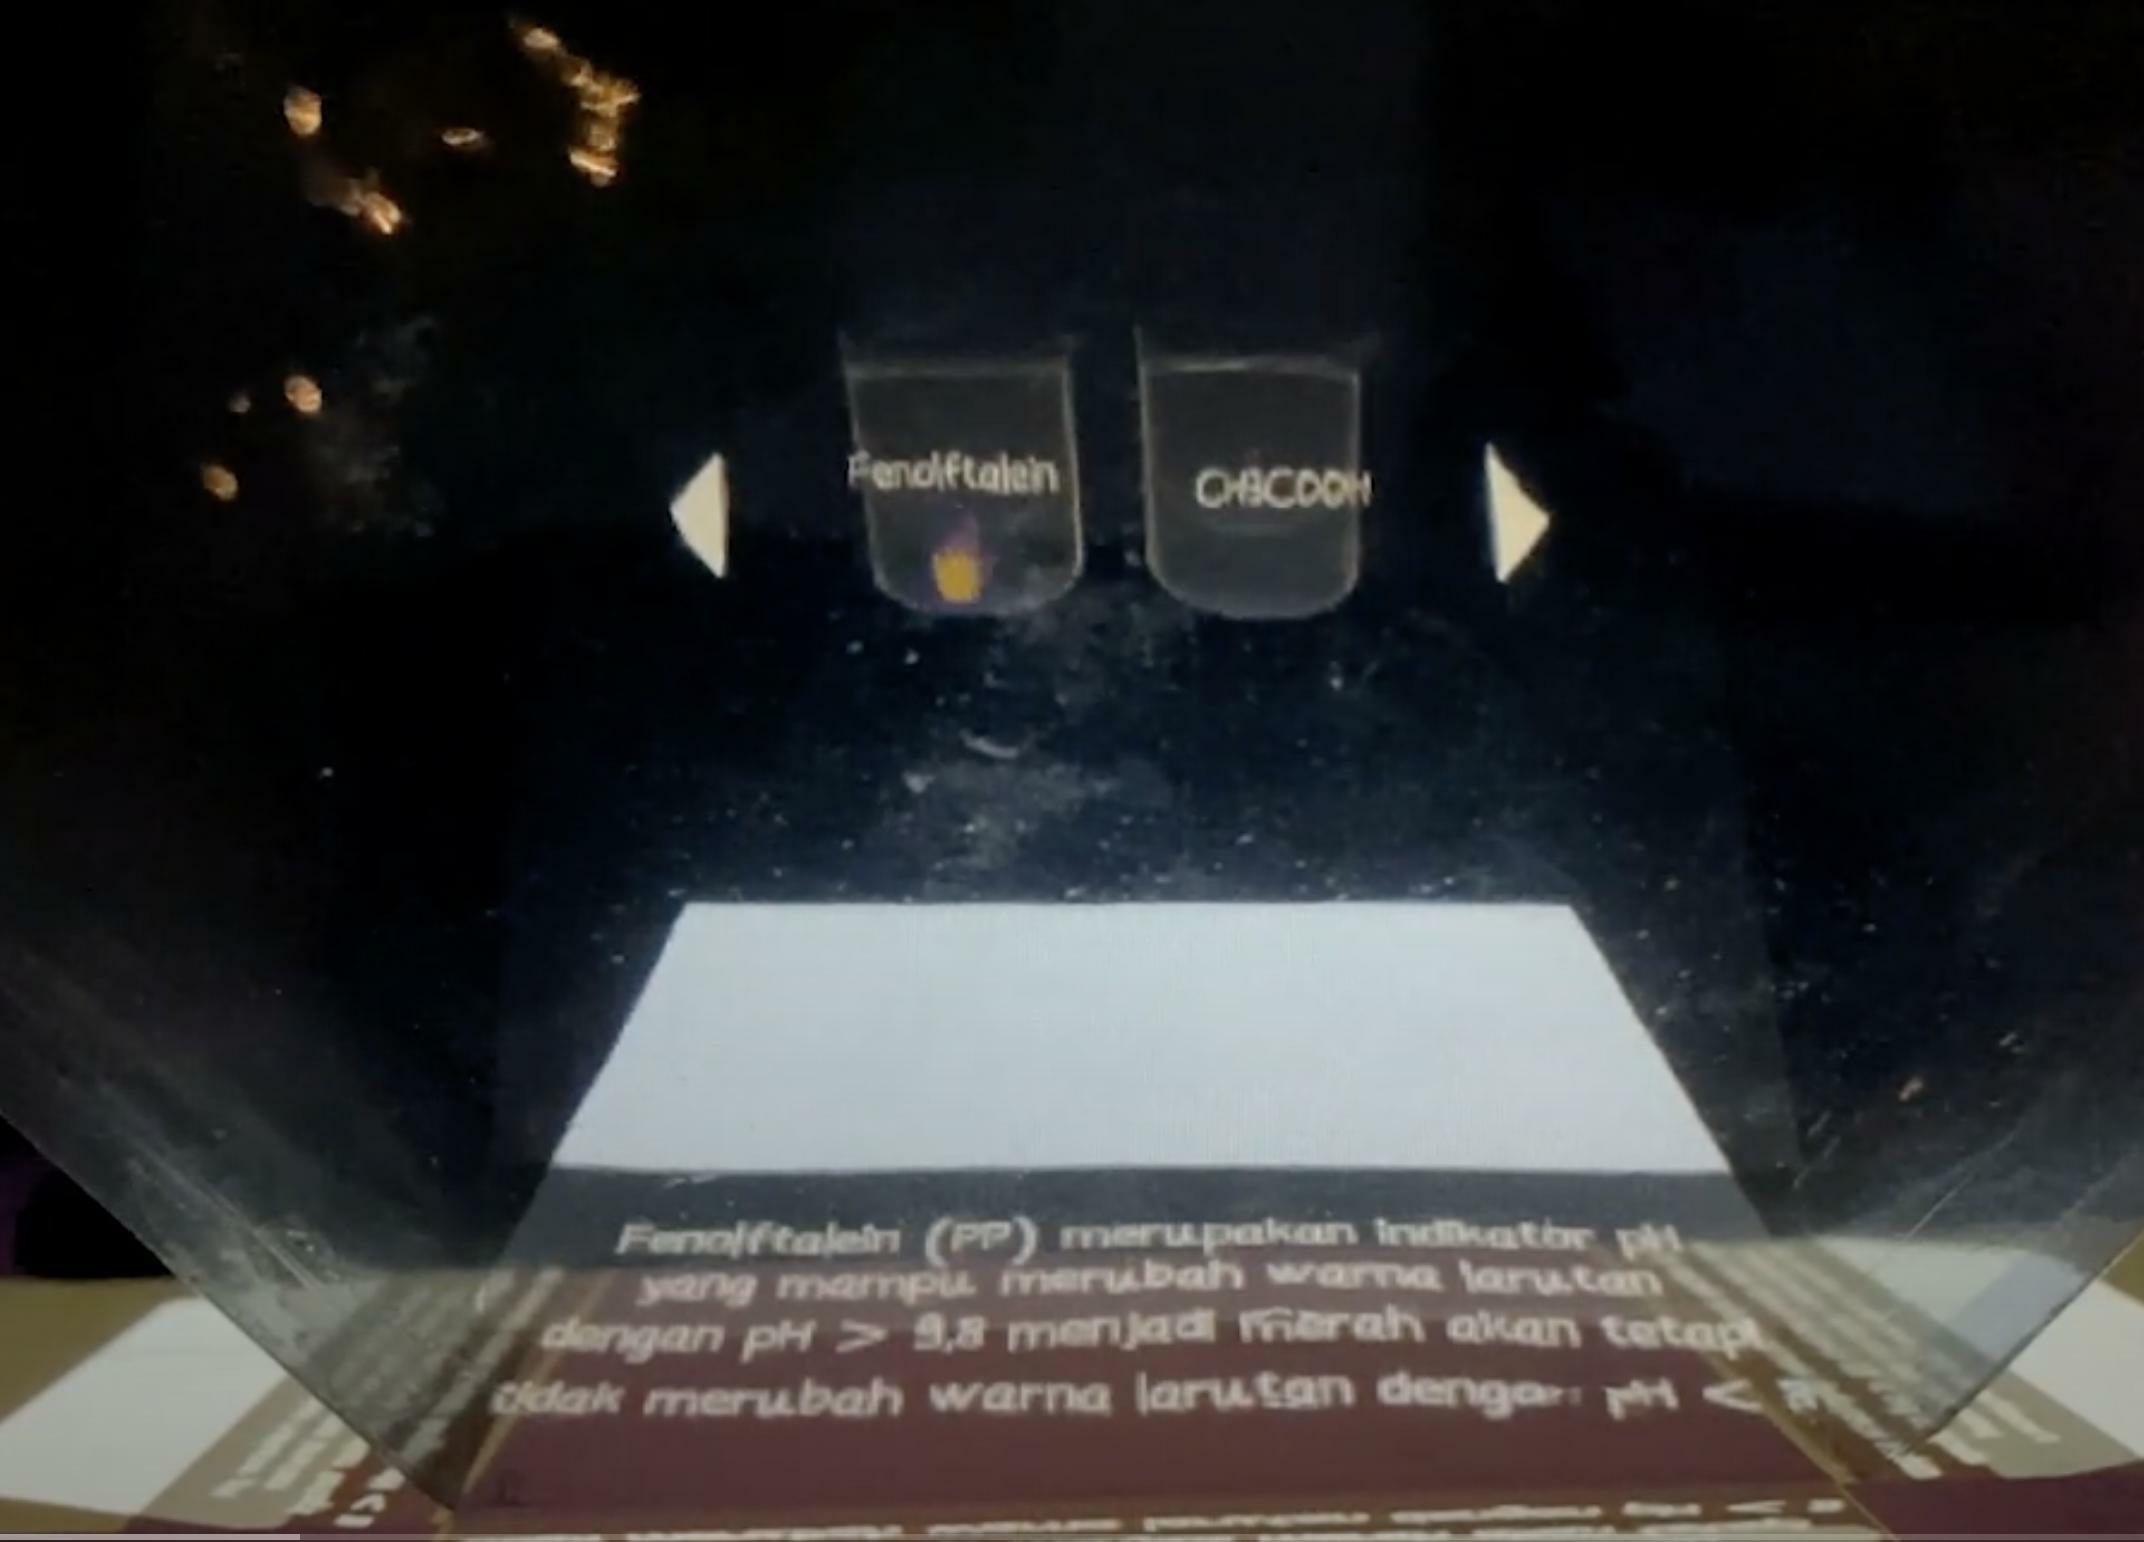 Fenolftalein
CH3COOH
Fenolftalein (PP) merupakan indikator pH
yang mampu merubah warna larutan
dengan pH > 9,8 menjadi merah akan tetapi
tidak merubah warna larutan dengan pH <